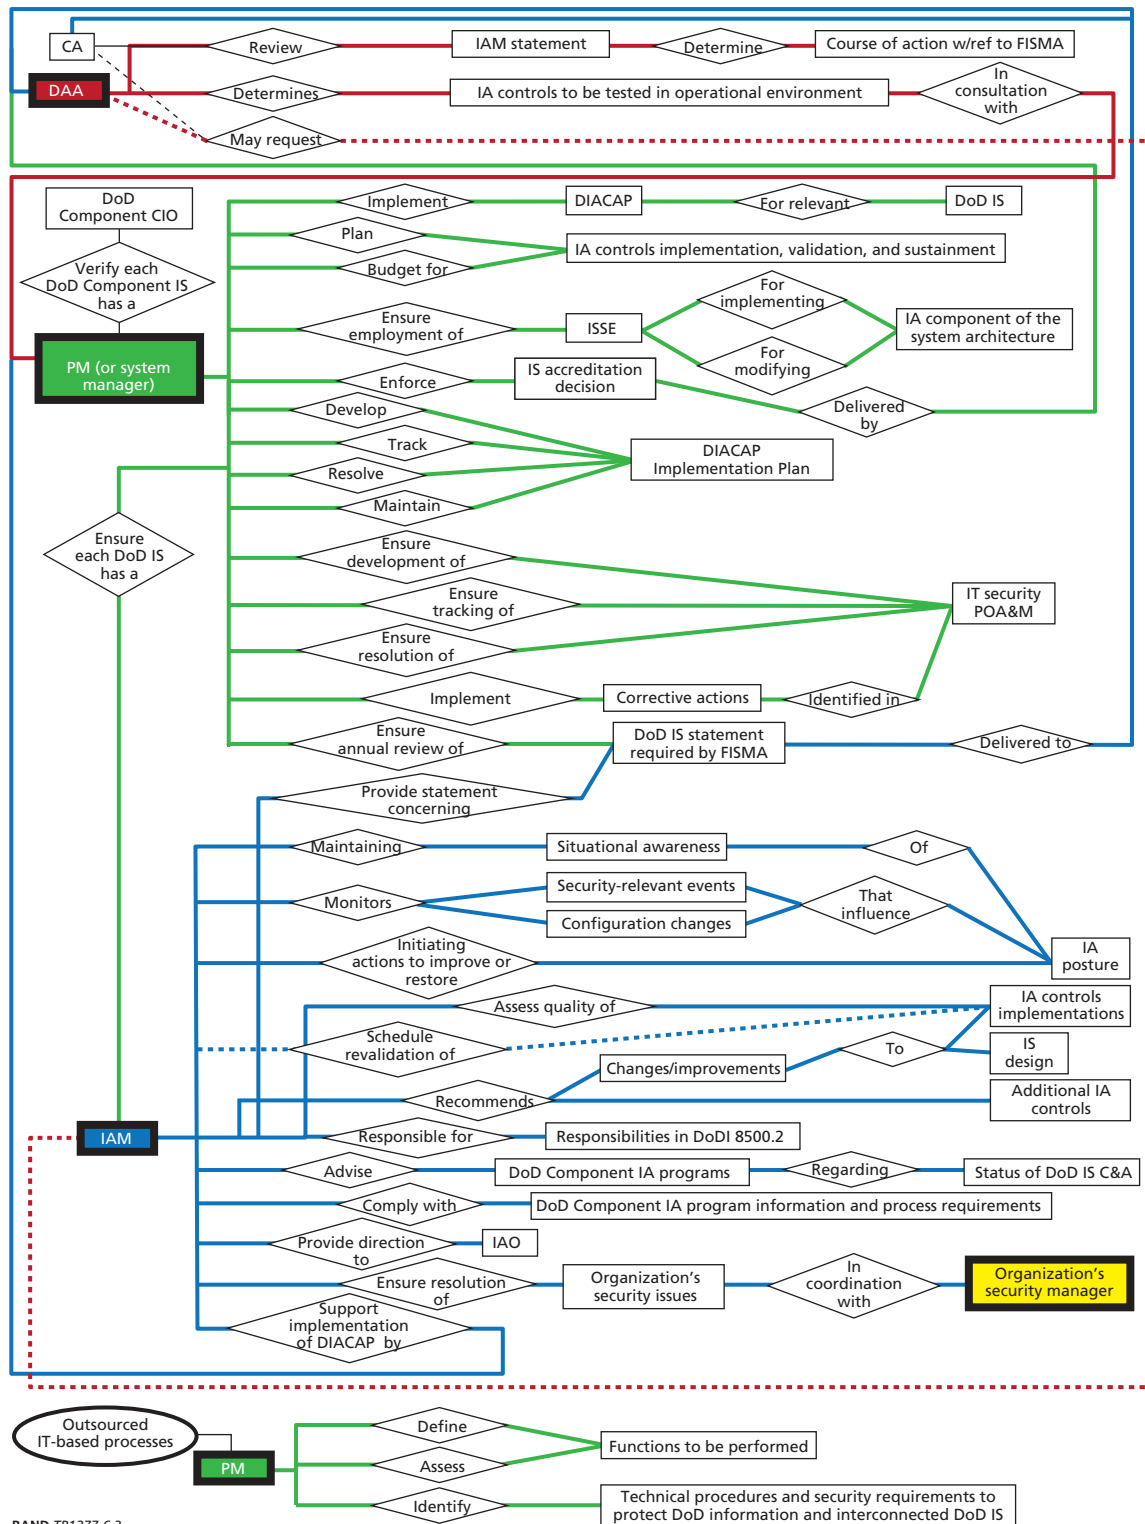 CA
Review
IAM statement
Determine
Course of action w/ref to FISMA
DAA
Determines
IA controls to be tested in operational environment
In
consultation
with
May request
DoD
Component CIO
Implement
DIACAP
For relevant
DoD IS
Plan
IA controls implementation, validation, and sustainment
Budget for
Verify each
DoD Component IS
has a
For
implementing
Ensure
employment of
ISSE
IA component of the
system architecture
For
modifying
PM (or system
manager)
Enforce
IS accreditation
decision
Delivered
by
Develop
Track
DIACAP
Implementation Plan
Resolve
Maintain
Ensure
each DoD IS
has a
Ensure
development of
Ensure
tracking of
IT security
POA&M
Ensure
resolution of
Implement
Corrective actions
Identified in
Ensure
annual review of
DoD IS statement
required by FISMA
Delivered to
Provide statement
concerning
Maintaining
Situational awareness
Of
Monitors
Security-relevant events
Configuration changes
That
influence
Initiating
actions to improve or
restore
IA
posture
Assess quality of
IA controls
implementations
Schedule
revalidation of
To
IS
design
Changes/improvements
Recommends
Additional IA
controls
IAM
Responsible for
Responsibilities in DoDI 8500.2
Advise
DoD Component IA programs
Regarding
Status of DoD IS C&A
Comply with
DoD Component IA program information and process requirements
Provide direction
to
IAO
Ensure resolution
of
Organization's
security issues
In
coordination
with
Organization's
security manager
Support
implementation
of DIACAP by
Outsourced
IT-based processes
PM
Define
Functions to be performed
Assess
Identify
Technical procedures and security requirements to
protect DoD information and interconnected DoD IS